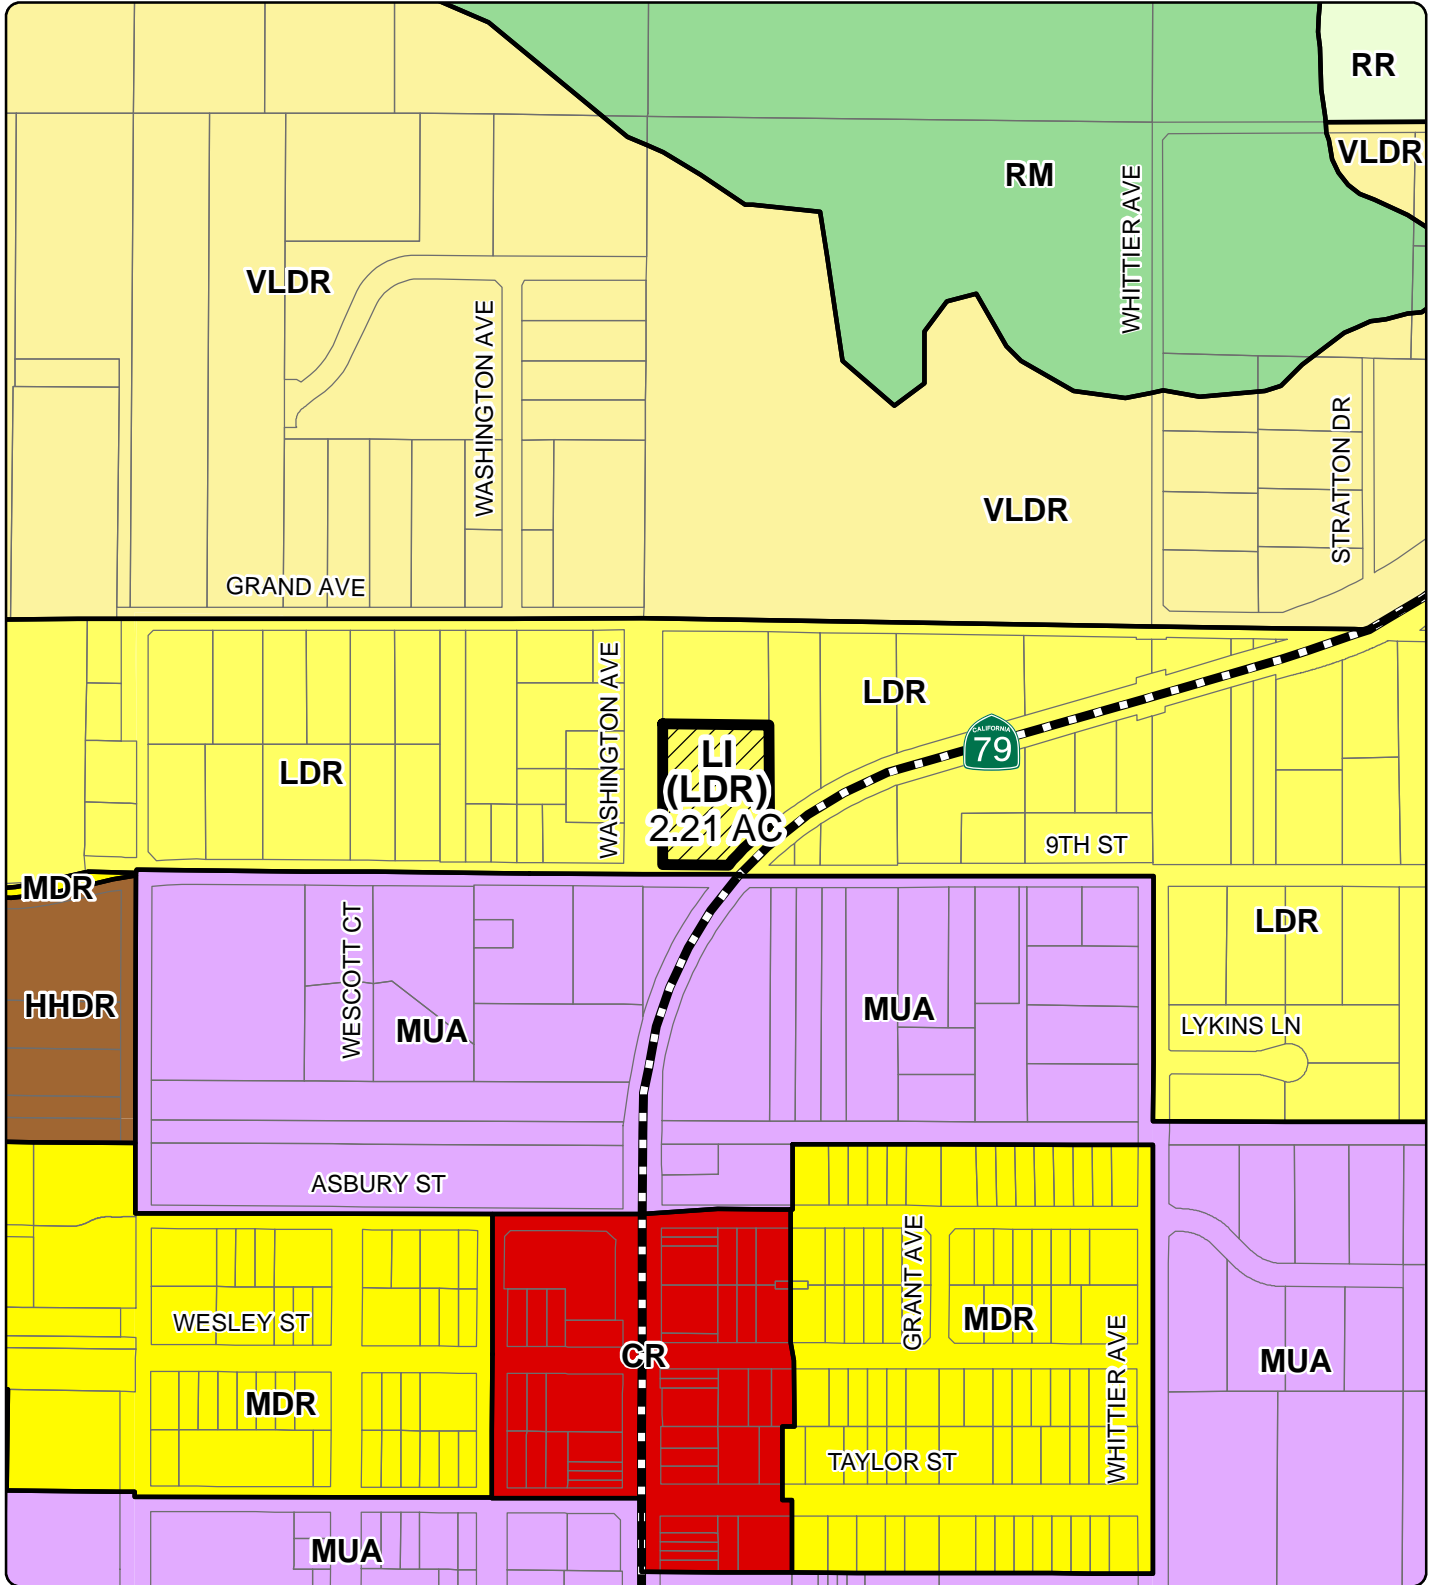 RR
VLDR
RM
WHITTIER AVE
VLDR
WASHINGTON AVE
STRATTON DR
VLDR
GRAND AVE
WASHINGTON AVE
LDR
CALIFORNIA
79
LI
(LDR)
2.21 AC
LDR
9TH ST
MDR
LDR
WESCOTT CT
HHDR
MUA
MUA
LYKINS LN
ASBURY ST
GRANT AVE
WESLEY ST
MDR
CR
WHITTIER AVE
MUA
MDR
TAYLOR ST
MUA